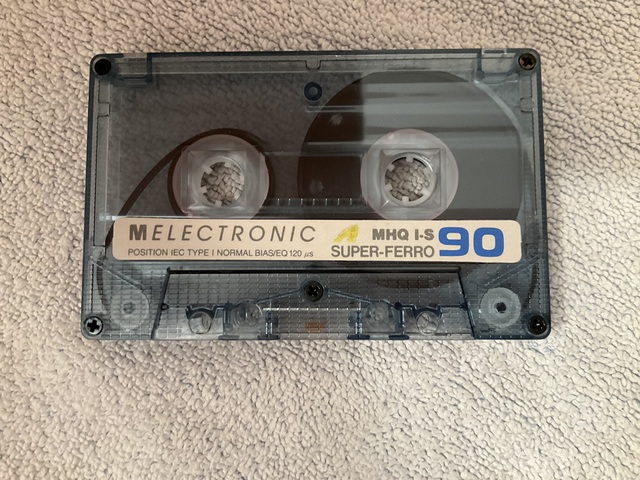 MELECTRONIC A MHQ I-S 90
POSITION IEC TYPE I NORMAL BIAS/EQ 120 µs SUPER-FERRO